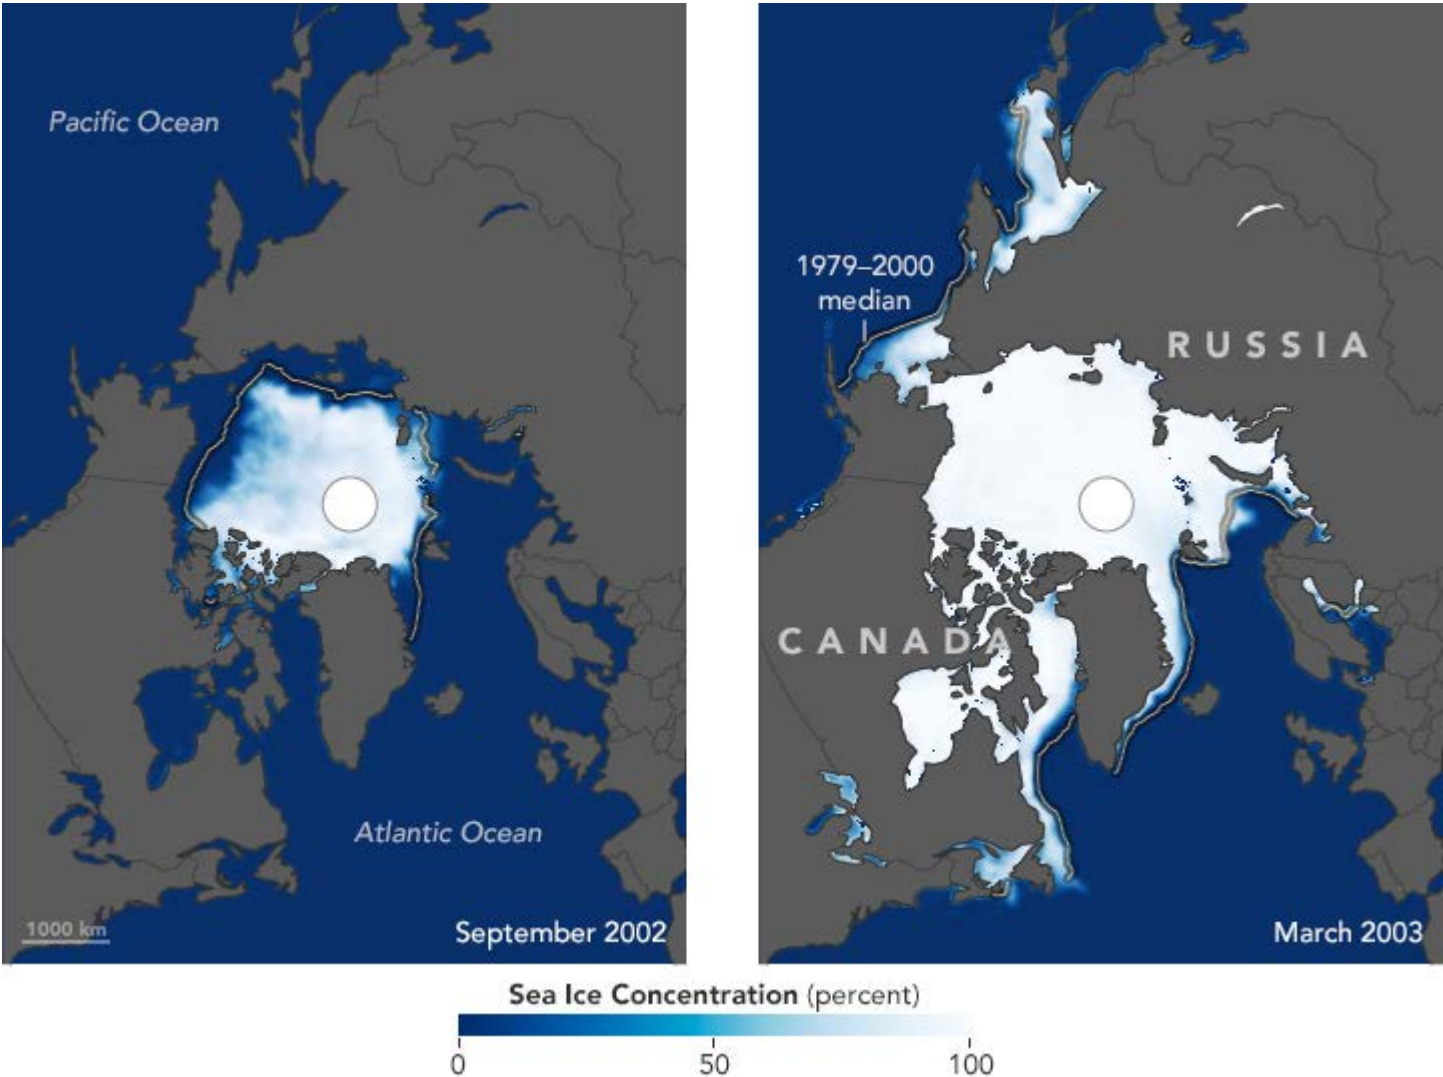 Pacific Ocean
Atlantic Ocean
1000 km
September 2002
1979–2000
median
RUSSIA
CANADA
March 2003
Sea Ice Concentration (percent)
0 50 100